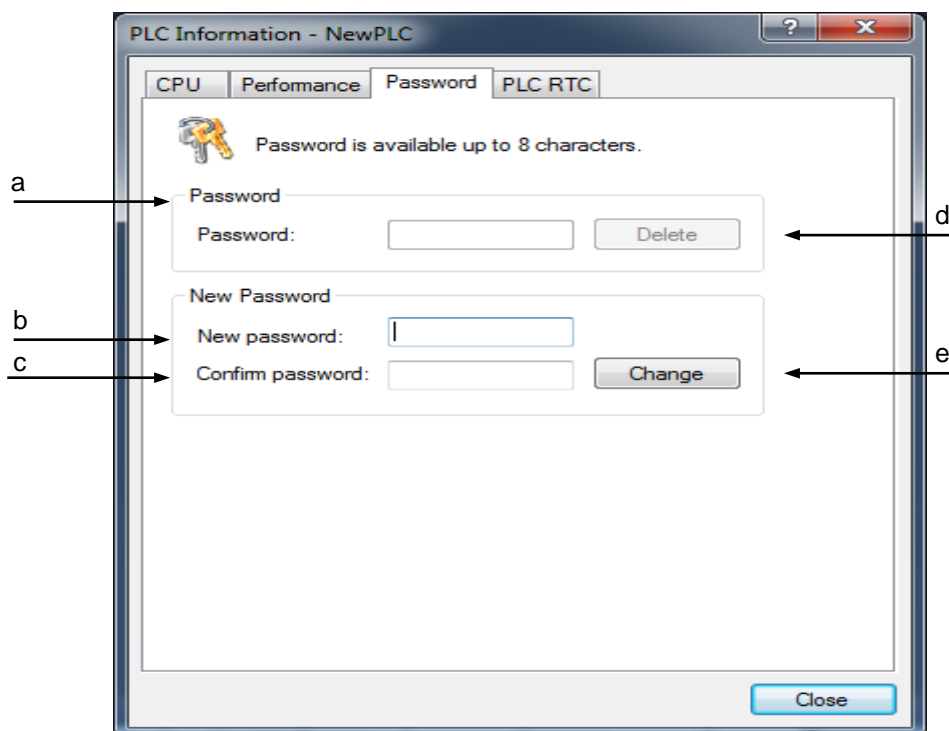 PLC Information - NewPLC ?
CPU Performance Password PLC RTC
Password is available up to 8 characters.
a
Password
Password: Delete
d
New Password
b
New password:
c
Confirm password: Change
e
Close